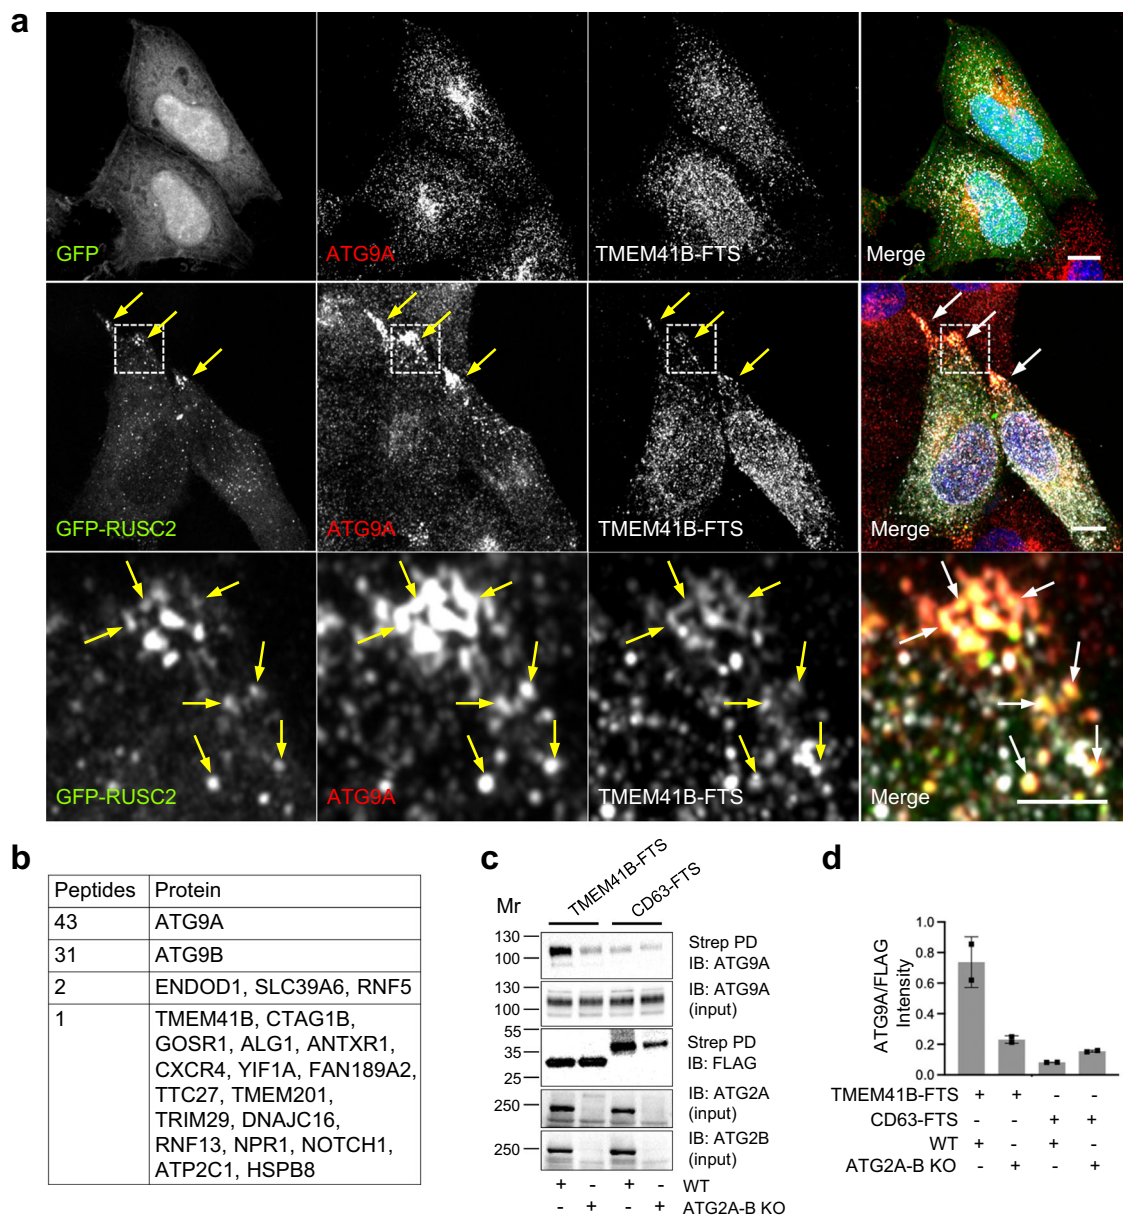 a
GFP
ATG9A
TMEM41B-FTS
Merge
GFP-RUSC2
ATG9A
TMEM41B-FTS
Merge
GFP-RUSC2
ATG9A
TMEM41B-FTS
Merge
b
Peptides Protein
43 ATG9A
31 ATG9B
2 ENDOD1, SLC39A6, RNF5
1 TMEM41B, CTAG1B,
GOSR1, ALG1, ANTXR1,
CXCR4, YIF1A, FAN189A2,
TTC27, TMEM201,
TRIM29, DNAJC16,
RNF13, NPR1, NOTCH1,
ATP2C1, HSPB8
c
Mr
TMEM41B-FTS
CD63-FTS
130
100
Strep PD
IB: ATG9A
130
100
IB: ATG9A
(input)
55
35
25
Strep PD
IB: FLAG
250
IB: ATG2A
(input)
250
IB: ATG2B
(input)
+ - + - WT
- + - + ATG2A-B KO
d
ATG9A/FLAG
Intensity
1.0
0.8
0.6
0.4
0.2
0
TMEM41B-FTS + + - -
CD63-FTS - - + +
WT + - + -
ATG2A-B KO - + - +